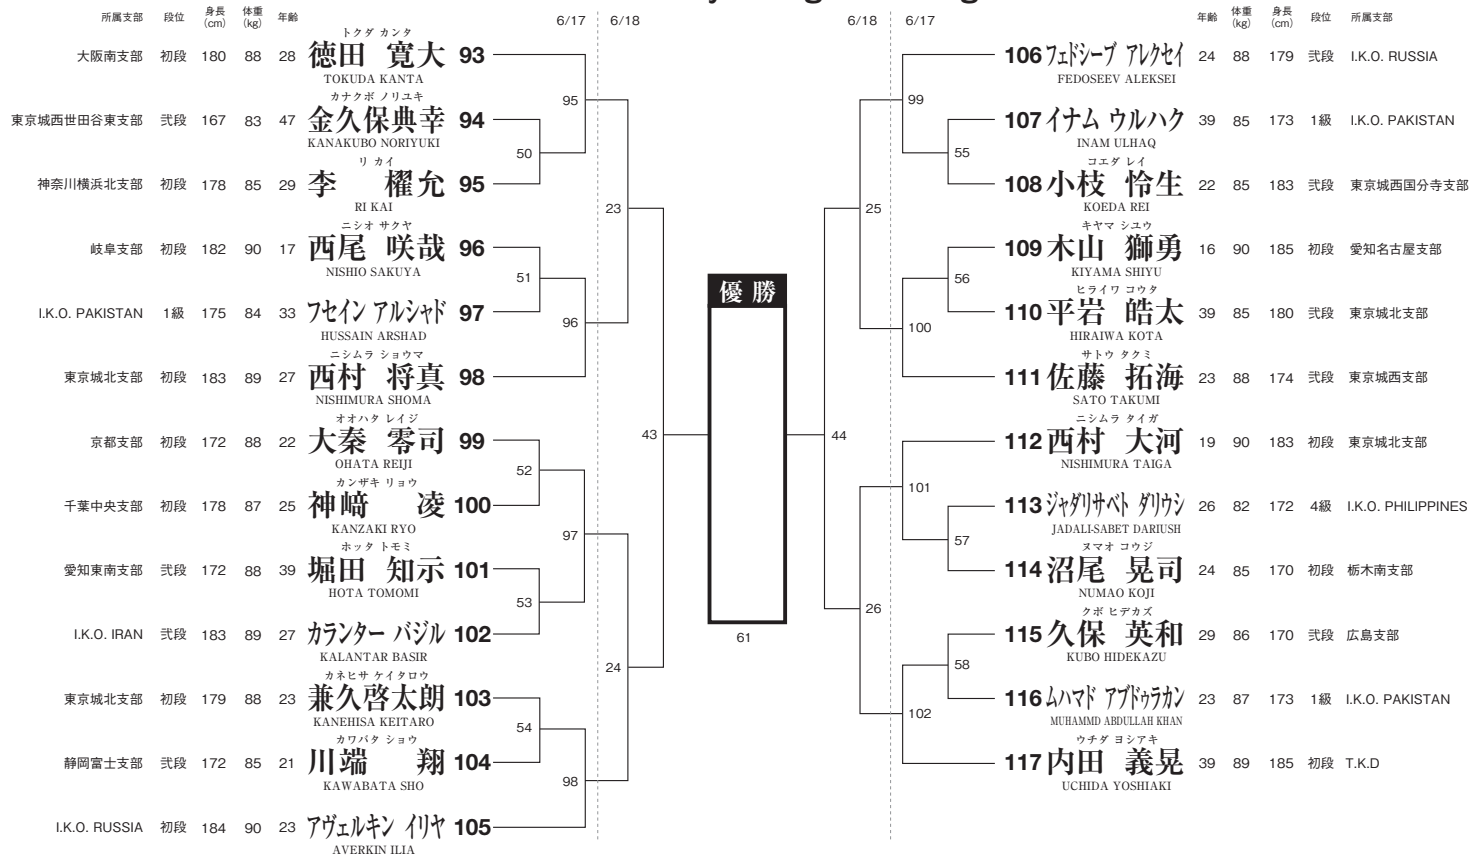 所属支部 段位 身長(cm) 体重(kg) 年齢 6/17 6/18
大阪南支部 初段 180 88 28 徳田 寛大 トクダ カンタ TOKUDA KANTA 93
東京城西世田谷東支部 弐段 167 83 47 金久保典幸 カナクボ ノリユキ KANAKUBO NORIYUKI 94
神奈川横浜北支部 初段 178 85 29 李 櫂允 リ カイ RI KAI 95
岐阜支部 初段 182 90 17 西尾 咲哉 ニシオ サクヤ NISHIO SAKUYA 96
I.K.O. PAKISTAN 1級 175 84 33 フセイン アルシャド HUSSAIN ARSHAD 97
東京城北支部 初段 183 89 27 西村 将真 ニシムラ ショウマ NISHIMURA SHOMA 98
京都支部 初段 172 88 22 大秦 零司 オオハタ レイジ OHATA REIJI 99
千葉中央支部 初段 178 87 25 神﨑 凌 カンザキ リョウ KANZAKI RYO 100
愛知東南支部 弐段 172 88 39 堀田 知示 ホッタ トモミ HOTA TOMOMI 101
I.K.O. IRAN 弐段 183 89 27 カランター バジル KALANTAR BASIR 102
東京城北支部 初段 179 88 23 兼久啓太朗 カネヒサ ケイタロウ KANEHISA KEITARO 103
静岡富士支部 弐段 172 85 21 川端 翔 カワバタ ショウ KAWABATA SHO 104
I.K.O. RUSSIA 初段 184 90 23 アヴェルキン イリヤ AVERKIN ILIA 105
95
50
51
96
52
97
53
54
98
23
24
43
優勝
61
6/18 6/17 年齢 体重(kg) 身長(cm) 段位 所属支部
106 フェドシーブ アレクセイ FEDOSEEV ALEKSEI 24 88 179 弐段 I.K.O. RUSSIA
107 イナム ウルハク INAM ULHAQ 39 85 173 1級 I.K.O. PAKISTAN
108 小枝 怜生 コエダ レイ KOEDA REI 22 85 183 弐段 東京城西国分寺支部
109 木山 獅勇 キヤマ シユウ KIYAMA SHIYU 16 90 185 初段 愛知名古屋支部
110 平岩 皓太 ヒライワ コウタ HIRAIWA KOTA 39 85 180 弐段 東京城北支部
111 佐藤 拓海 サトウ タクミ SATO TAKUMI 23 88 174 弐段 東京城西支部
112 西村 大河 ニシムラ タイガ NISHIMURA TAIGA 19 90 183 初段 東京城北支部
113 ジャダリサベト ダリウシ JADALI-SABET DARIUSH 26 82 172 4級 I.K.O. PHILIPPINES
114 沼尾 晃司 ヌマオ コウジ NUMAO KOJI 24 85 170 初段 栃木南支部
115 久保 英和 クボ ヒデカズ KUBO HIDEKAZU 29 86 170 弐段 広島支部
116 ムハマド アブドゥラカン MUHAMMD ABDULLAH KHAN 23 87 173 1級 I.K.O. PAKISTAN
117 内田 義晃 ウチダ ヨシアキ UCHIDA YOSHIAKI 39 89 185 初段 T.K.D
99
55
56
100
101
57
58
102
25
26
44